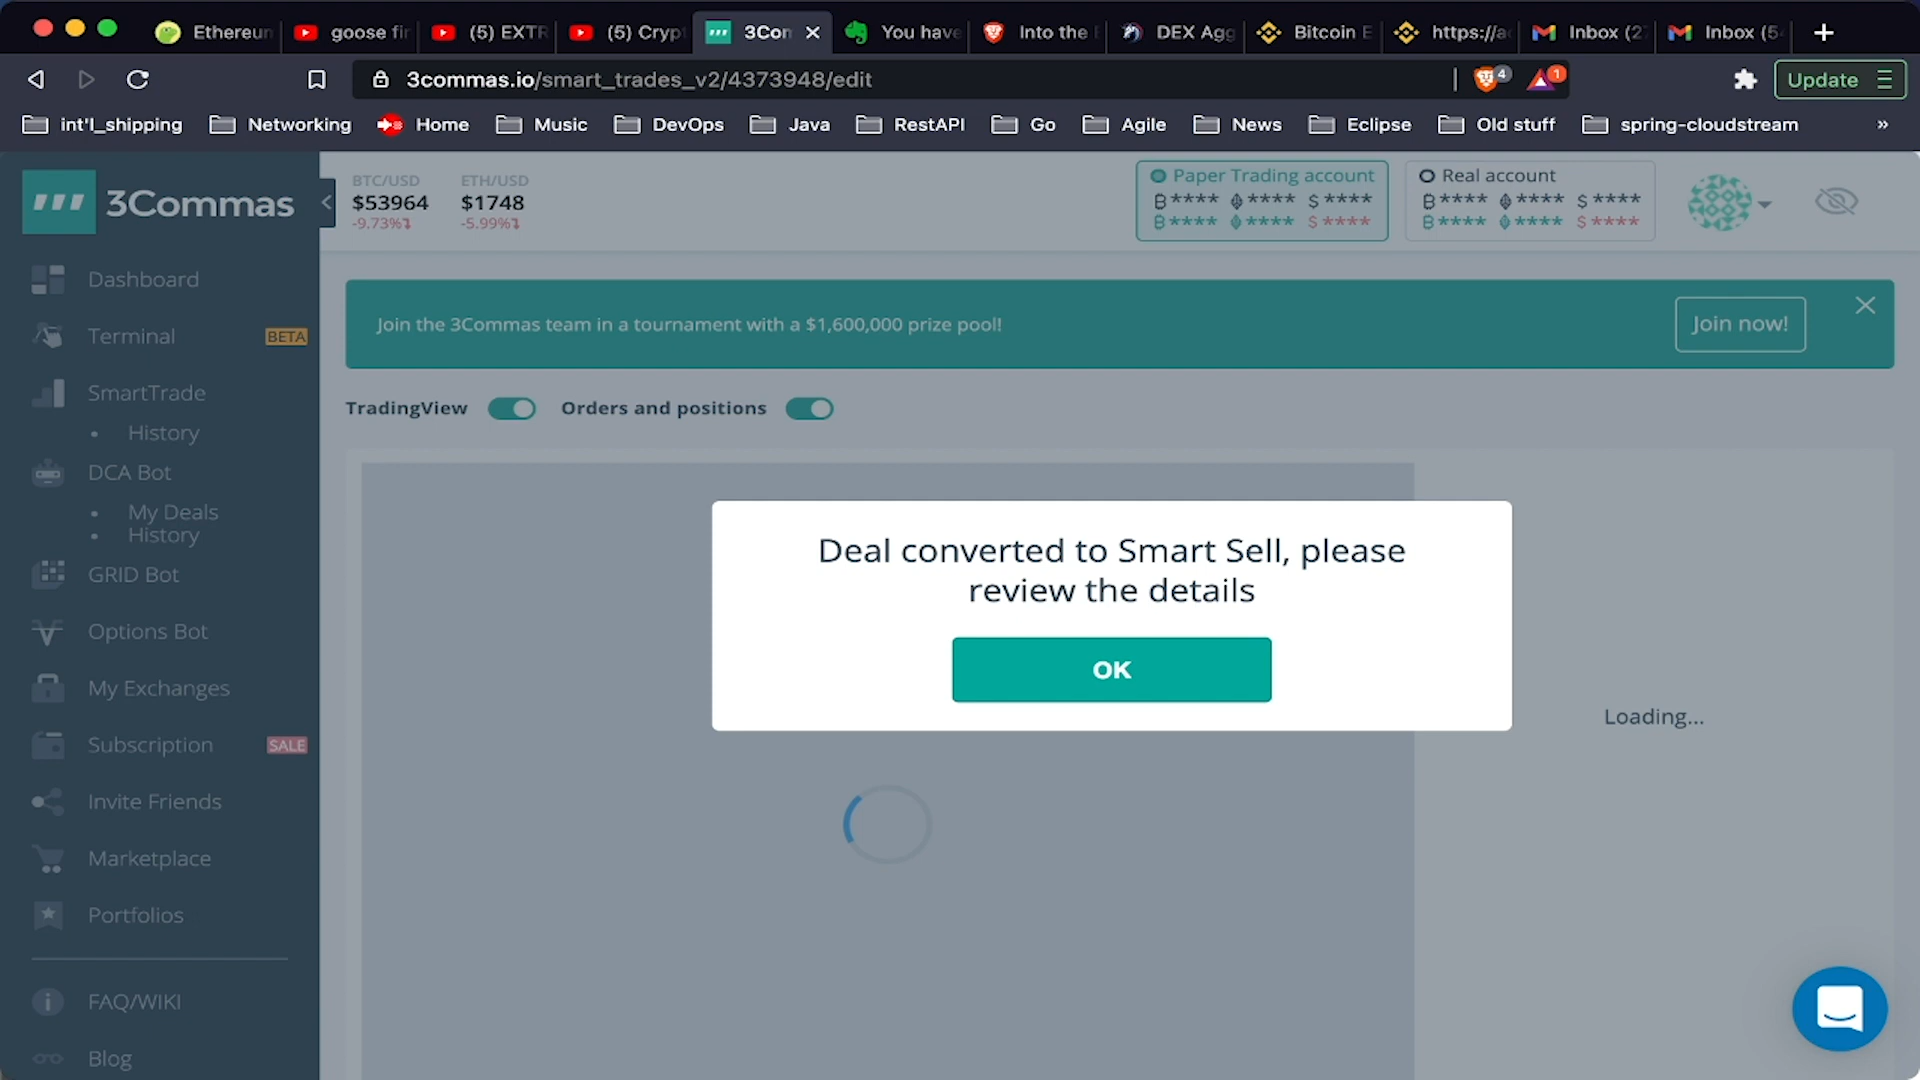 Ethereun
goose fir
(5) EXTR
(5) Cryp
3Con
You have
Into the
DEX Agg
Bitcoin E
https://a
Inbox (2
Inbox (5
3commas.io/smart_trades_v2/4373948/edit
4
1
Update
int'l_shipping
Networking
Home
Music
DevOps
Java
RestAPI
Go
Agile
News
Eclipse
Old stuff
spring-cloudstream
»
3Commas
BTC/USD
$53964
-9.73%
ETH/USD
$1748
-5.99%
Paper Trading account
**** **** $ ****
**** **** $ ****
Real account
**** **** $ ****
**** **** $ ****
Dashboard
Terminal BETA
SmartTrade
• History
DCA Bot
• My Deals
• History
GRID Bot
Options Bot
My Exchanges
Subscription SALE
Invite Friends
Marketplace
Portfolios
FAQ/WIKI
Blog
Join the 3Commas team in a tournament with a $1,600,000 prize pool!
Join now!
TradingView
Orders and positions
Deal converted to Smart Sell, please
review the details
OK
Loading...